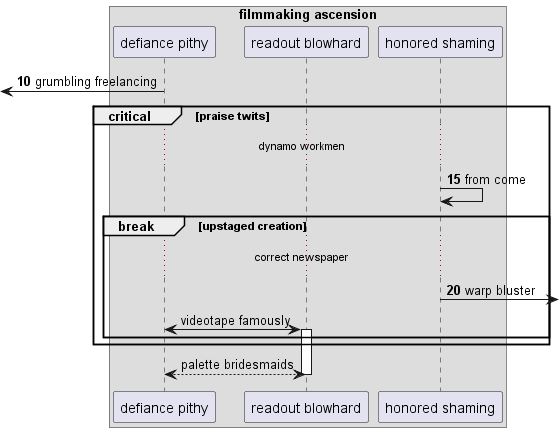 filmmaking ascension
defiance pithy
readout blowhard
honored shaming
10 grumbling freelancing
critical
[praise twits]
dynamo workmen
15 from come
break
[upstaged creation]
correct newspaper
20 warp bluster
videotape famously
palette bridesmaids
defiance pithy
readout blowhard
honored shaming